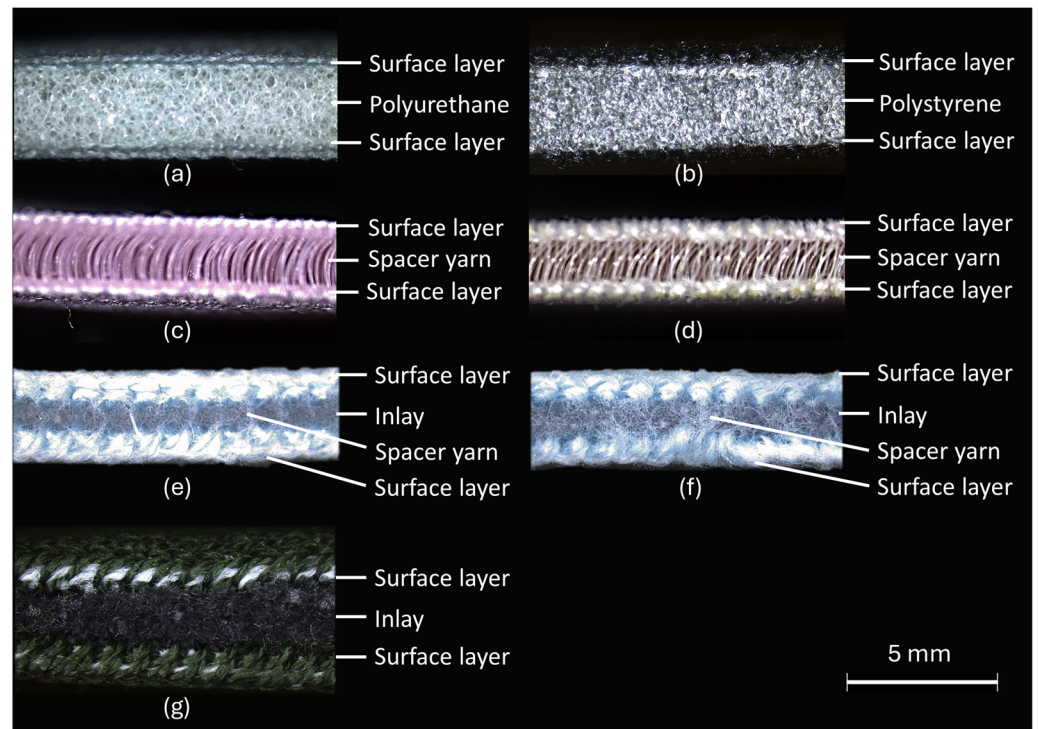 Surface layer
Polyurethane
Surface layer
(a)
Surface layer
Polystyrene
Surface layer
(b)
Surface layer
Spacer yarn
Surface layer
(c)
Surface layer
Spacer yarn
Surface layer
(d)
Surface layer
Inlay
Spacer yarn
Surface layer
(e)
Surface layer
Inlay
Spacer yarn
Surface layer
(f)
Surface layer
Inlay
Surface layer
(g)
5 mm